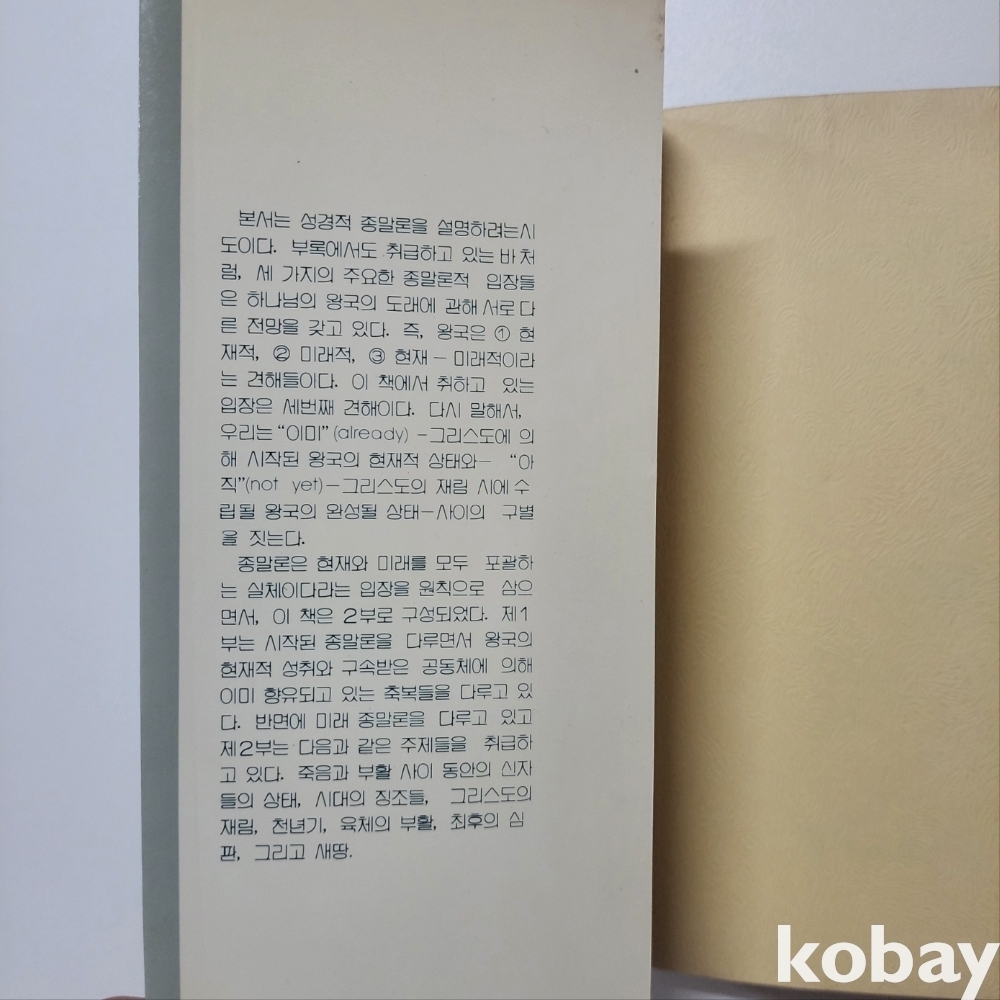 본서는 성경적 종말론을 설명하려는시
도이다. 부록에서도 취급하고 있는 바 처
럼, 세 가지의 주요한 종말론적 입장들
은 하나님의 왕국의 도래에 관해 서로 다
른 전망을 갖고 있다. 즉, 왕국은 ① 현
재적, ② 미래적, ③ 현재 – 미래적이라
는 견해들이다. 이 책에서 취하고 있는
입장은 세번째 견해이다. 다시 말해서,
우리는 “이미”(already) –그리스도에 의
해 시작된 왕국의 현재적 상태와– “아
직”(not yet)–그리스도의 재림 시에 수
립될 왕국의 완성될 상태–사이의 구별
을 짓는다.
종말론은 현재와 미래를 모두 포괄하
는 실체이다라는 입장을 원칙으로 삼으
면서, 이 책은 2부로 구성되었다. 제1
부는 시작된 종말론을 다루면서 왕국의
현재적 성취와 구속받은 공동체에 의해
이미 향유되고 있는 축복들을 다루고 있
다. 반면에 미래 종말론을 다루고 있고
제2부는 다음과 같은 주제들을 취급하
고 있다. 죽음과 부활 사이 동안의 신자
들의 상태, 시대의 징조들, 그리스도의
재림, 천년기, 육체의 부활, 최후의 심
판, 그리고 새땅.
kobay